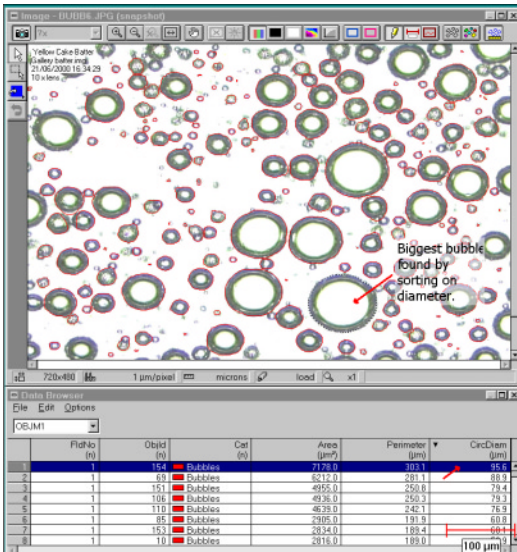 Image - DUDB6.JPG (snapshot)
7x
Yellow Cake Batter
Gallery batter.img
21/06/2000 16:34:29
10 x lens
Biggest bubble
found by
sorting on
diameter.
720x480 1 µm/pixel microns load x1
Data Browser
File Edit Options
OBJM1
FldNo ObjId Cat Area Perimeter CircDiam
(n) (n) (n) (µm²) (µm) (µm)
1 1 154 Bubbles 7178.0 303.1 95.6
2 1 69 Bubbles 6212.0 281.1 88.9
3 1 151 Bubbles 4955.0 250.8 79.4
4 1 106 Bubbles 4936.0 250.3 79.3
5 1 110 Bubbles 4639.0 242.1 76.9
6 1 85 Bubbles 2905.0 191.9 60.8
7 1 153 Bubbles 2834.0 189.4 60.1
8 1 10 Bubbles 2816.0 189.0
100 µm